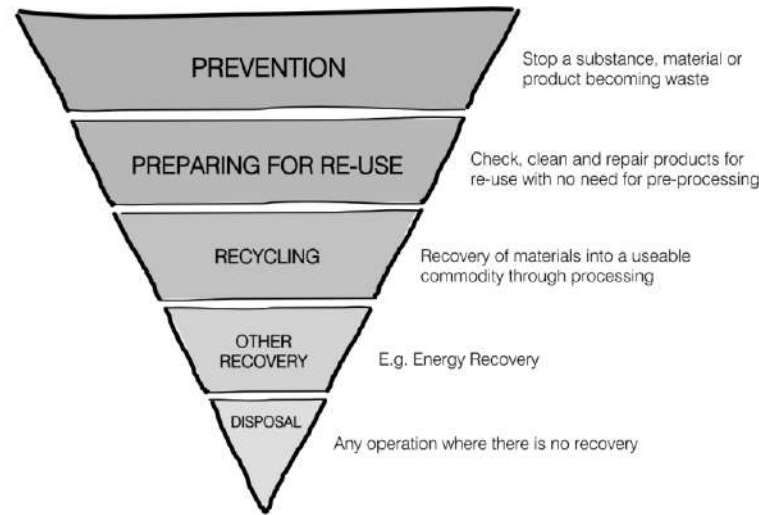 PREVENTION
Stop a substance, material or
product becoming waste
PREPARING FOR RE-USE
Check, clean and repair products for
re-use with no need for pre-processing
RECYCLING
Recovery of materials into a useable
commodity through processing
OTHER
RECOVERY
E.g. Energy Recovery
DISPOSAL
Any operation where there is no recovery